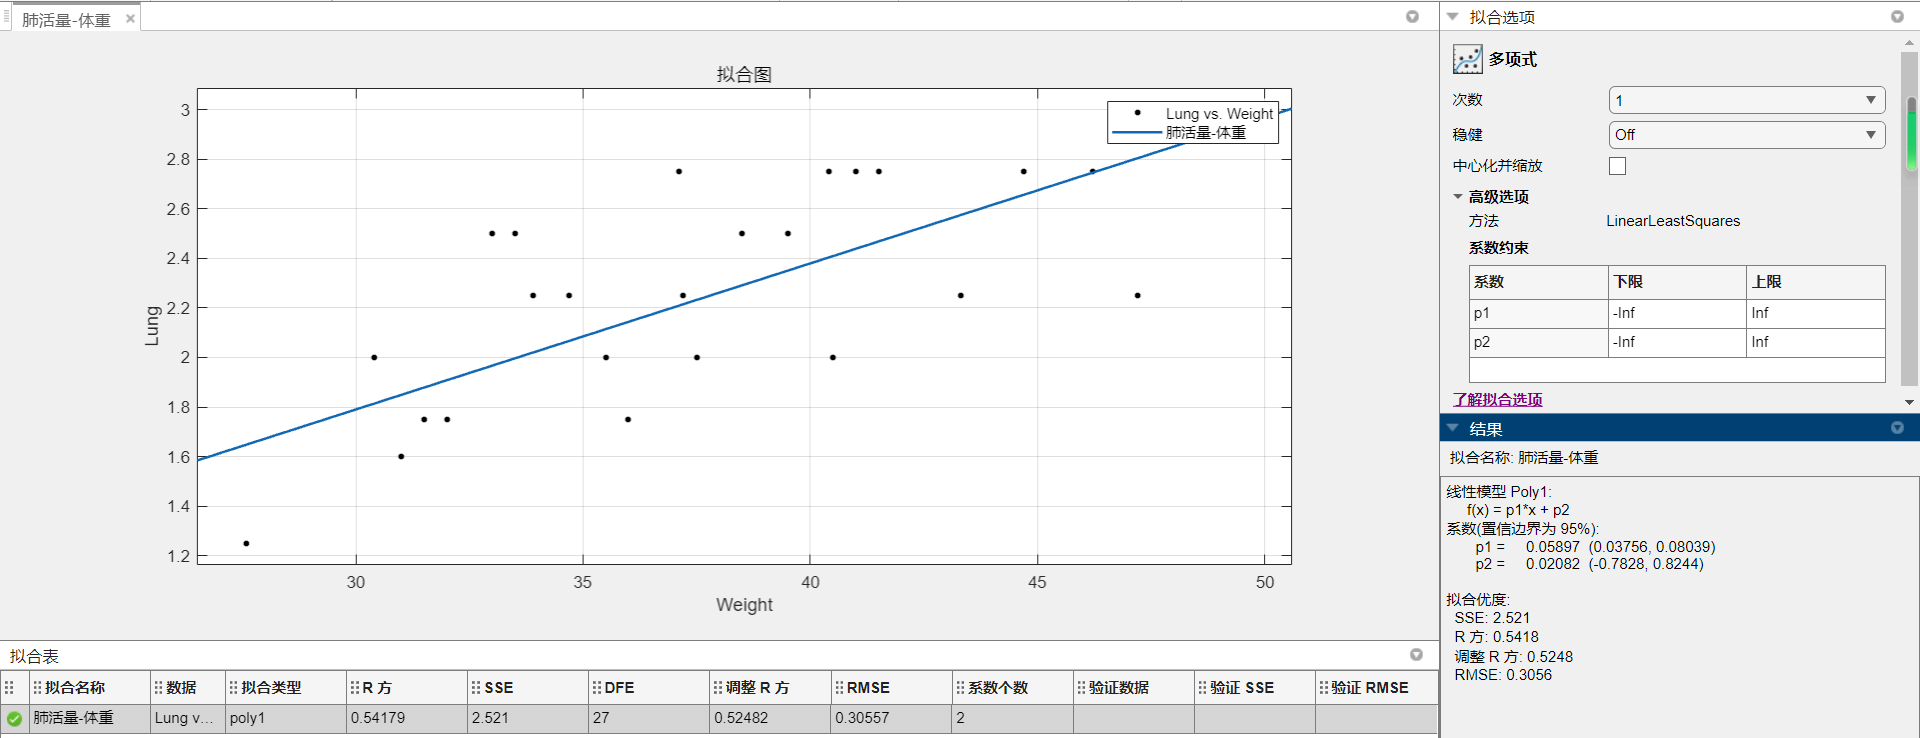 肺活量-体重 ×
拟合图
Lung vs. Weight
肺活量-体重
3
2.8
2.6
2.4
2.2
2
1.8
1.6
1.4
1.2
Lung
30 35 40 45 50
Weight
拟合选项
多项式
次数 1
稳健 Off
中心化并缩放
高级选项
方法 LinearLeastSquares
系数约束
系数 下限 上限
p1 -Inf Inf
p2 -Inf Inf
了解拟合选项
结果
拟合名称: 肺活量-体重
线性模型 Poly1:
f(x) = p1*x + p2
系数(置信边界为 95%):
p1 = 0.05897 (0.03756, 0.08039)
p2 = 0.02082 (-0.7828, 0.8244)
拟合优度:
SSE: 2.521
R 方: 0.5418
调整 R 方: 0.5248
RMSE: 0.3056
拟合表
拟合名称 数据 拟合类型 R 方 SSE DFE 调整 R 方 RMSE 系数个数 验证数据 验证 SSE 验证 RMSE
肺活量-体重 Lung v... poly1 0.54179 2.521 27 0.52482 0.30557 2